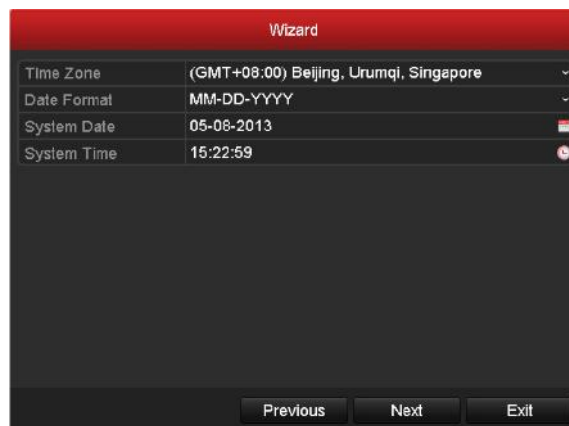 Wizard
Time Zone (GMT+08:00) Beijing, Urumqi, Singapore
Date Format MM-DD-YYYY
System Date 05-08-2013
System Time 15:22:59
Previous Next Exit